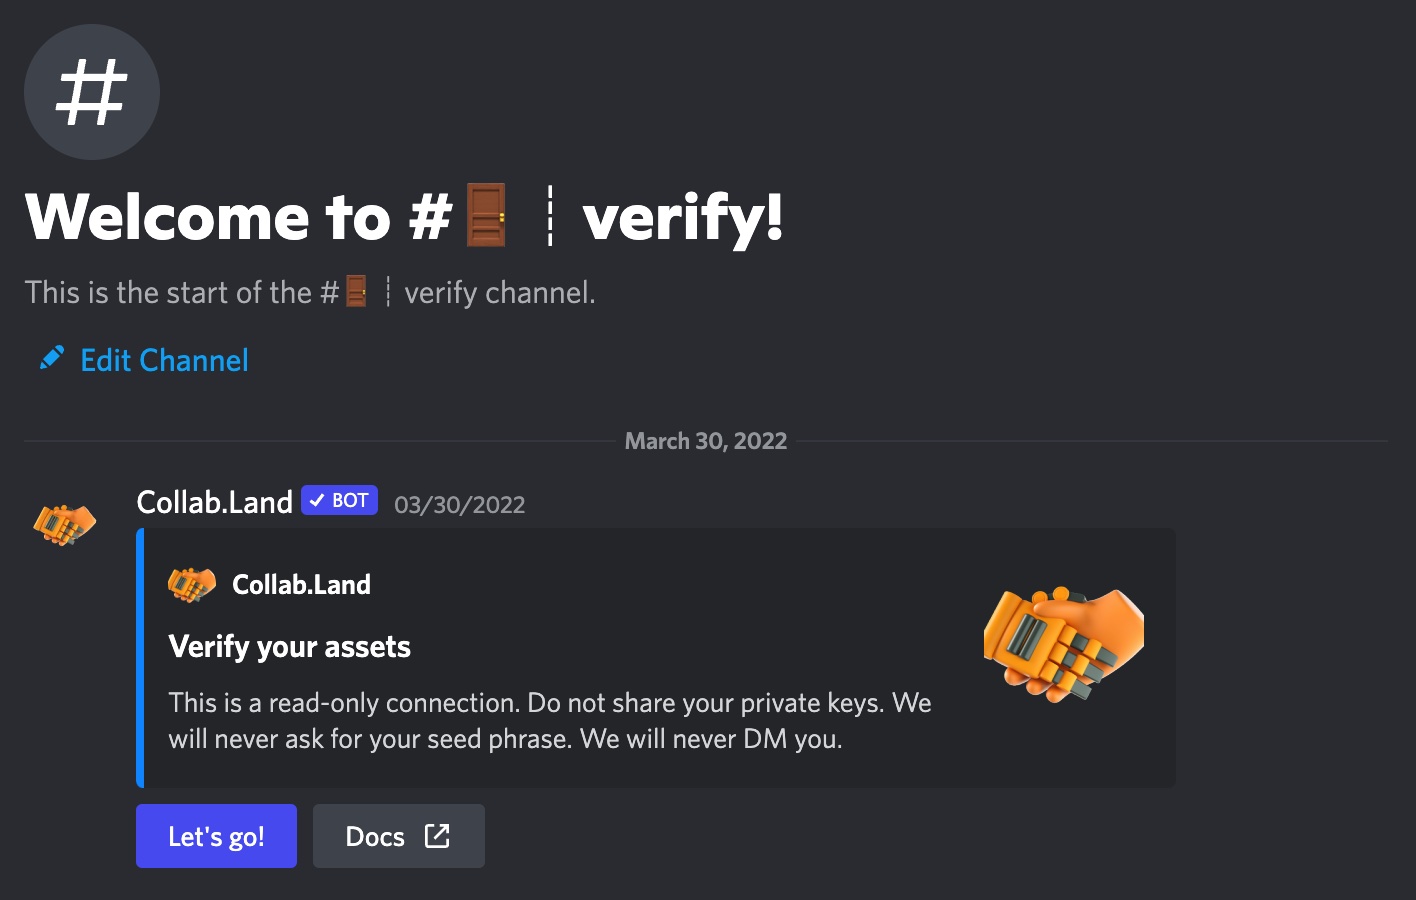 #
Welcome to #🚪┊verify!
This is the start of the #🚪┊verify channel.
Edit Channel
March 30, 2022
Collab.Land ✓ BOT 03/30/2022
Collab.Land
Verify your assets
This is a read-only connection. Do not share your private keys. We
will never ask for your seed phrase. We will never DM you.
Let's go! Docs